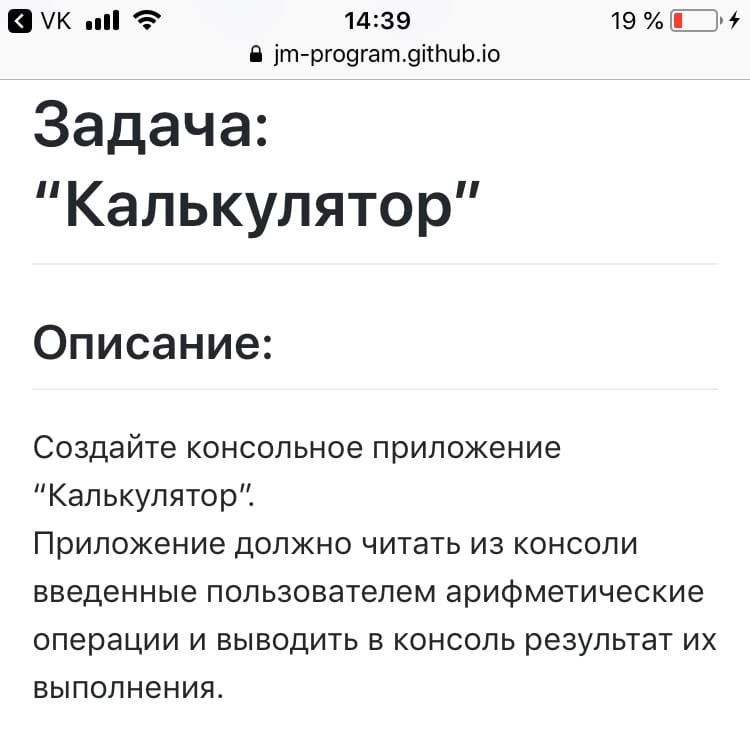 VK 14:39 19 %
jm-program.github.io
Задача:
“Калькулятор”
Описание:
Создайте консольное приложение
“Калькулятор”.
Приложение должно читать из консоли
введенные пользователем арифметические
операции и выводить в консоль результат их
выполнения.